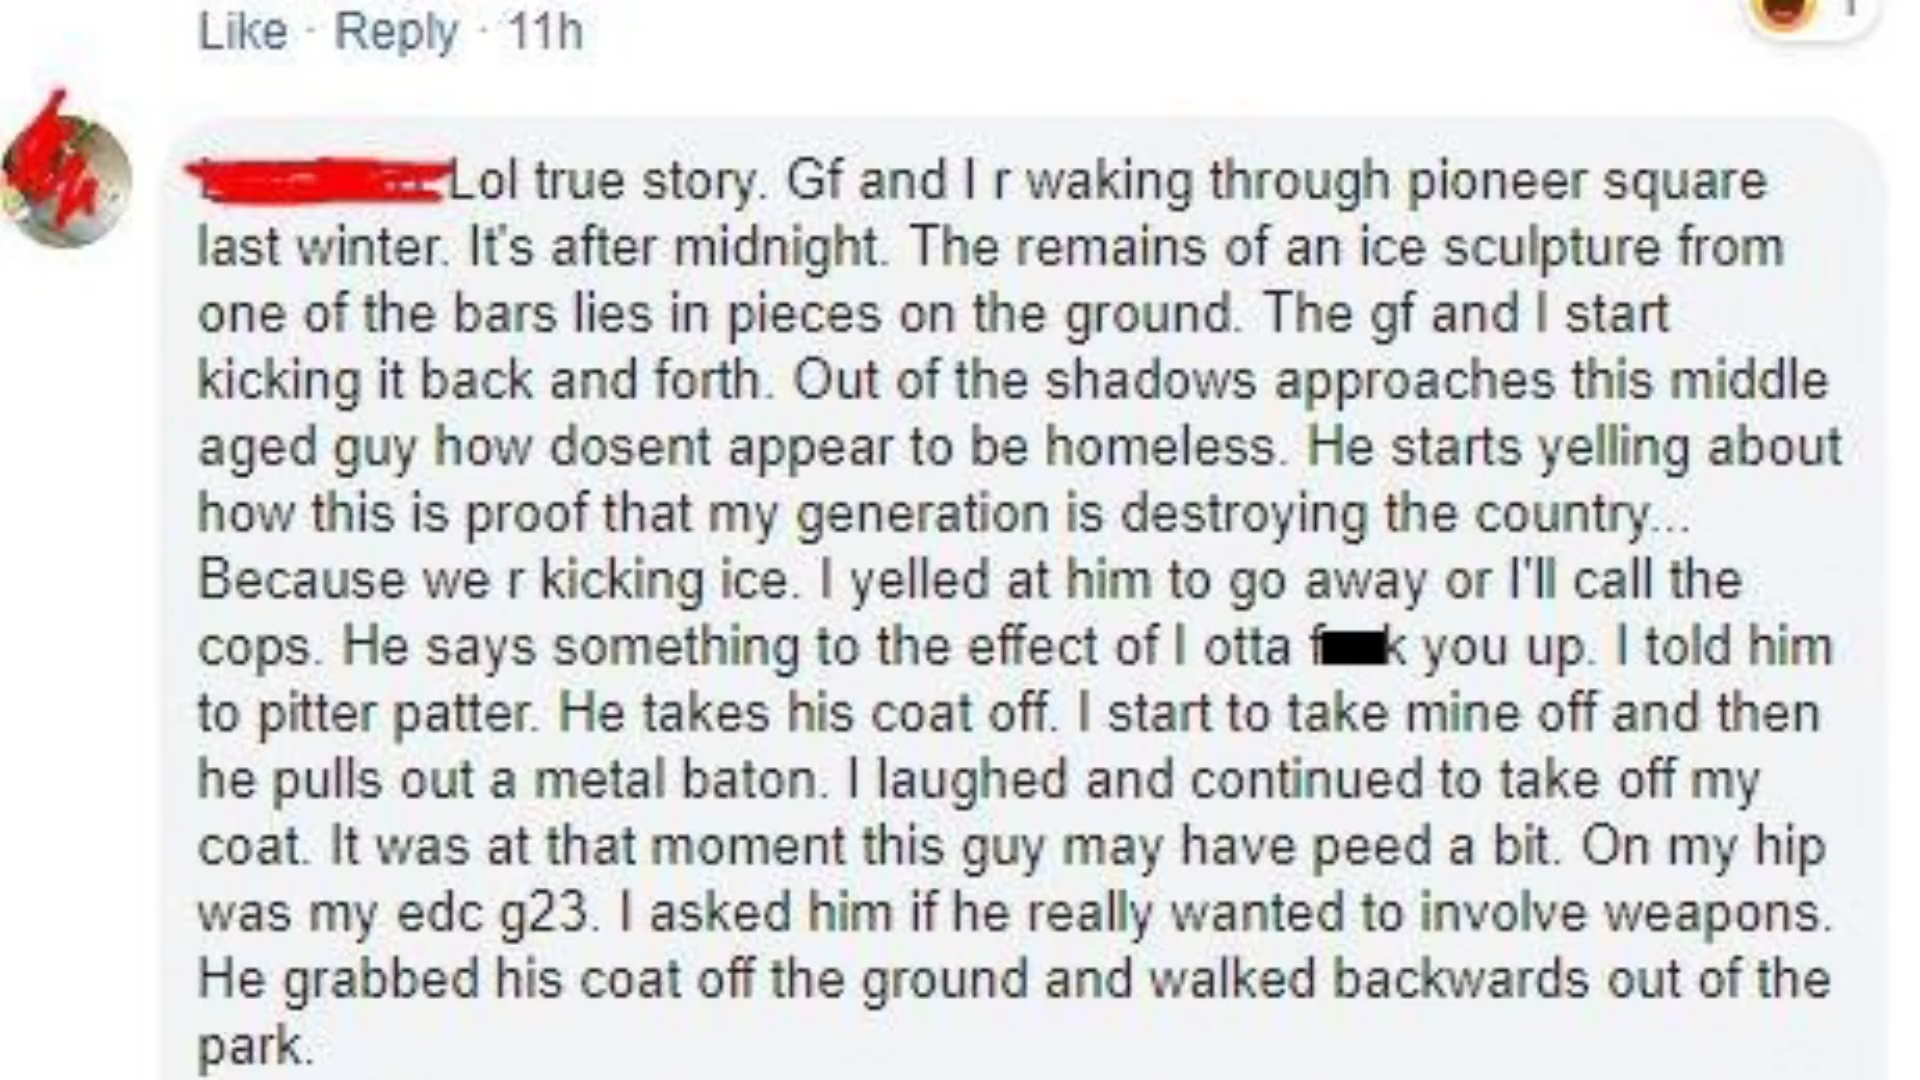 Like · Reply · 11h
1
Lol true story. Gf and I r waking through pioneer square
last winter. It's after midnight. The remains of an ice sculpture from
one of the bars lies in pieces on the ground. The gf and I start
kicking it back and forth. Out of the shadows approaches this middle
aged guy how dosent appear to be homeless. He starts yelling about
how this is proof that my generation is destroying the country...
Because we r kicking ice. I yelled at him to go away or I'll call the
cops. He says something to the effect of I otta f k you up. I told him
to pitter patter. He takes his coat off. I start to take mine off and then
he pulls out a metal baton. I laughed and continued to take off my
coat. It was at that moment this guy may have peed a bit. On my hip
was my edc g23. I asked him if he really wanted to involve weapons.
He grabbed his coat off the ground and walked backwards out of the
park.